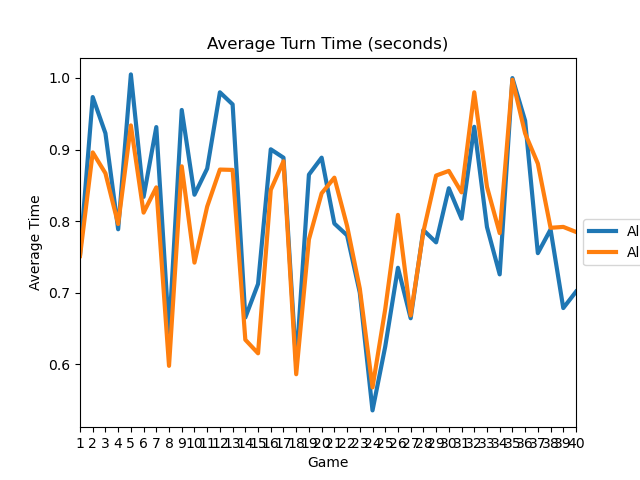 Average Turn Time (seconds)
1.0
0.9
0.8
0.7
0.6
Average Time
Al
Al
1 2 3 4 5 6 7 8 9 10 11 12 13 14 15 16 17 18 19 20 21 22 23 24 25 26 27 28 29 30 31 32 33 34 35 36 37 38 39 40
Game